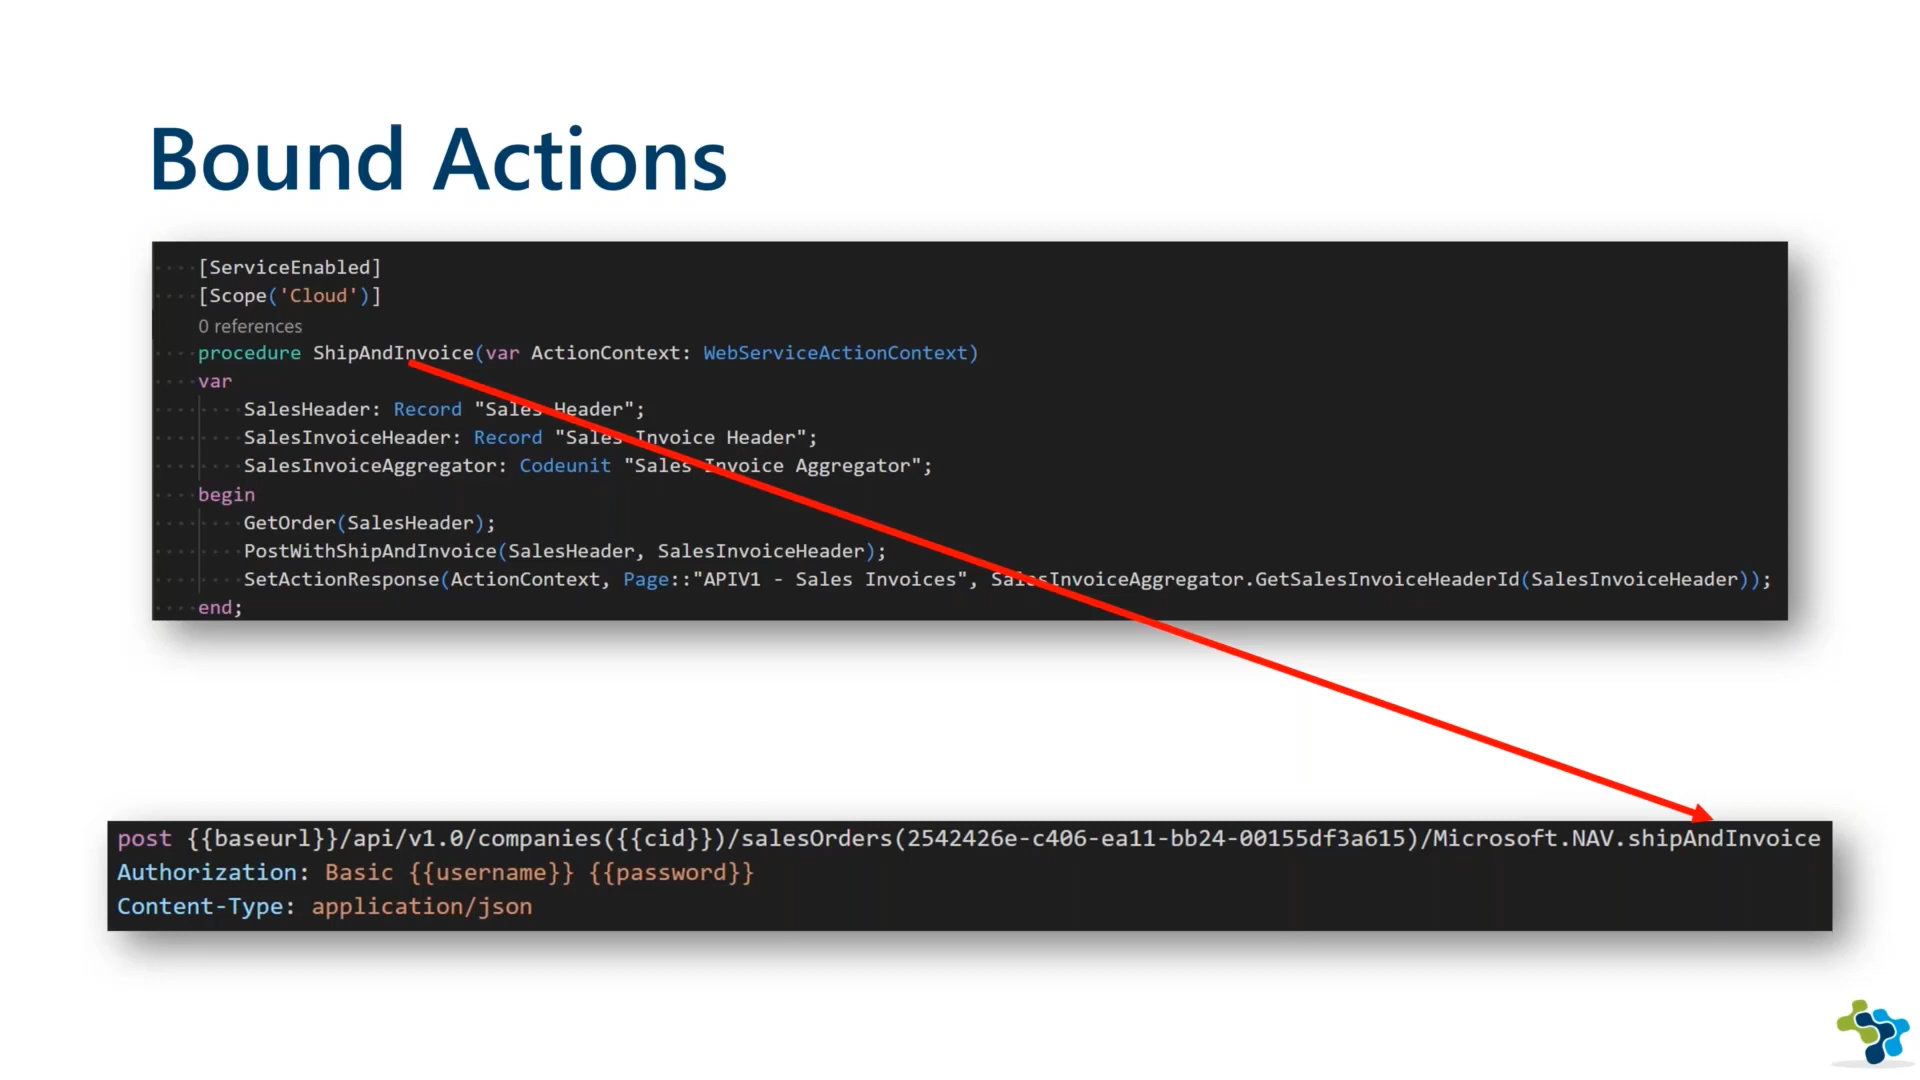 Bound Actions
[ServiceEnabled]
[Scope('Cloud')]
0 references
procedure ShipAndInvoice(var ActionContext: WebServiceActionContext)
var
SalesHeader: Record "Sales Header";
SalesInvoiceHeader: Record "Sales Invoice Header";
SalesInvoiceAggregator: Codeunit "Sales Invoice Aggregator";
begin
GetOrder(SalesHeader);
PostWithShipAndInvoice(SalesHeader, SalesInvoiceHeader);
SetActionResponse(ActionContext, Page::"APIV1 - Sales Invoices", SalesInvoiceAggregator.GetSalesInvoiceHeaderId(SalesInvoiceHeader));
end;
post {{baseurl}}/api/v1.0/companies({{cid}})/salesOrders(2542426e-c406-ea11-bb24-00155df3a615)/Microsoft.NAV.shipAndInvoice
Authorization: Basic {{username}} {{password}}
Content-Type: application/json